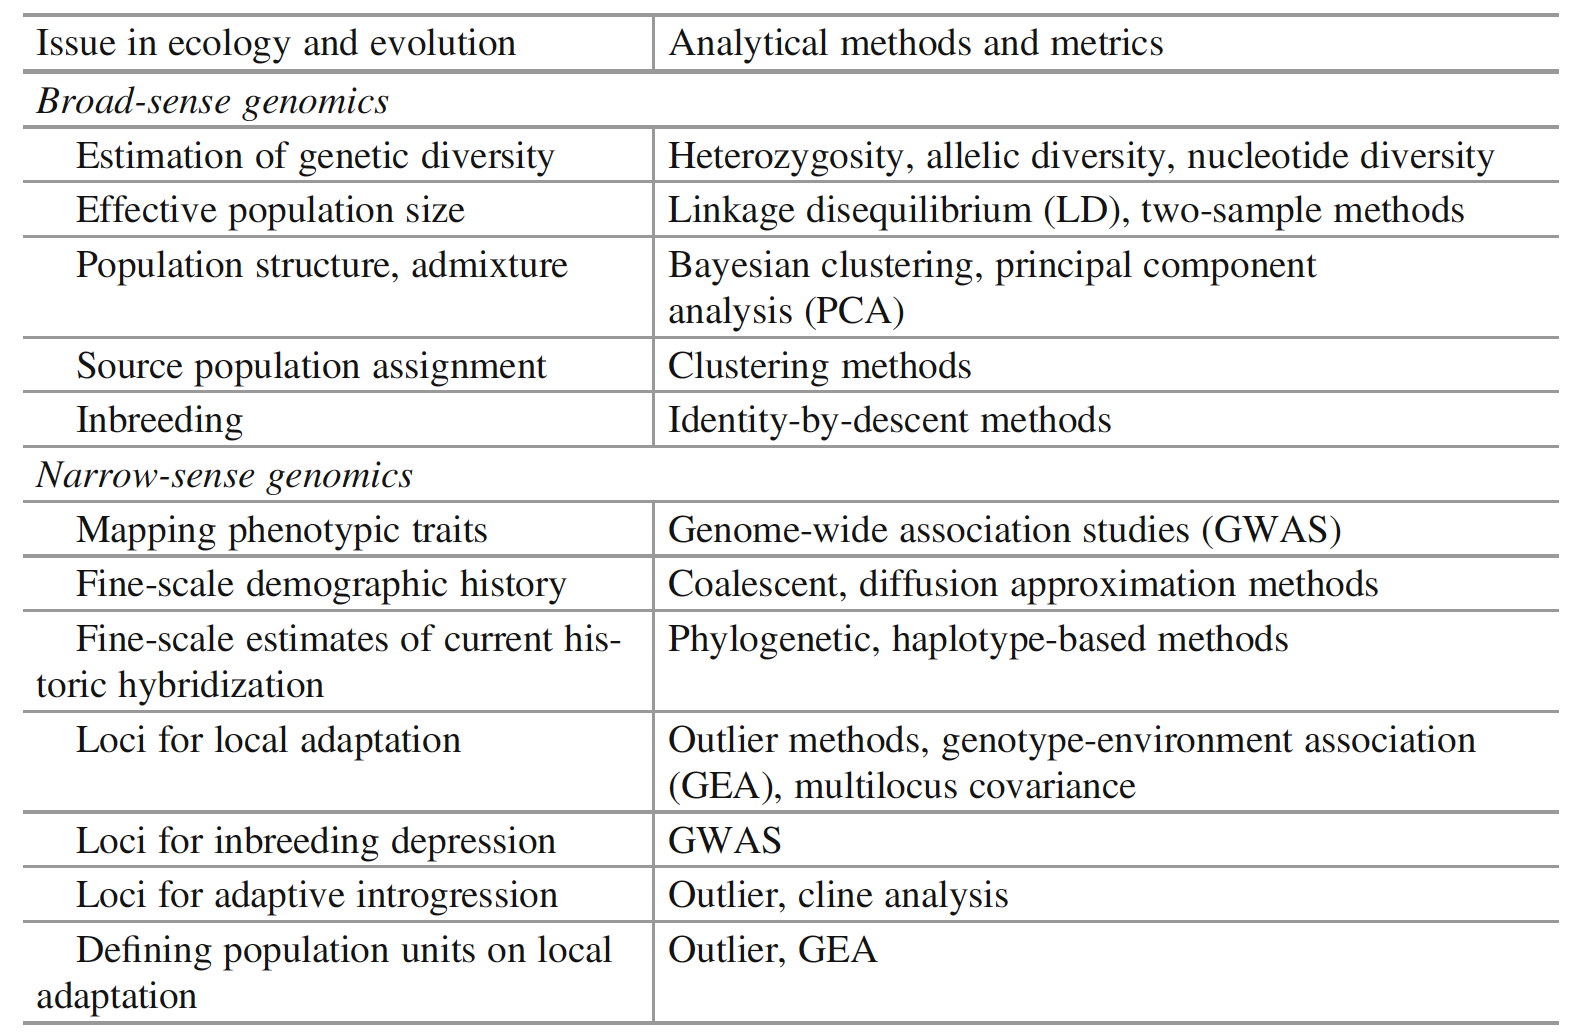 Issue in ecology and evolution | Analytical methods and metrics
Broad-sense genomics
Estimation of genetic diversity | Heterozygosity, allelic diversity, nucleotide diversity
Effective population size | Linkage disequilibrium (LD), two-sample methods
Population structure, admixture | Bayesian clustering, principal component
analysis (PCA)
Source population assignment | Clustering methods
Inbreeding | Identity-by-descent methods
Narrow-sense genomics
Mapping phenotypic traits | Genome-wide association studies (GWAS)
Fine-scale demographic history | Coalescent, diffusion approximation methods
Fine-scale estimates of current his- | Phylogenetic, haplotype-based methods
toric hybridization
Loci for local adaptation | Outlier methods, genotype-environment association
(GEA), multilocus covariance
Loci for inbreeding depression | GWAS
Loci for adaptive introgression | Outlier, cline analysis
Defining population units on local | Outlier, GEA
adaptation